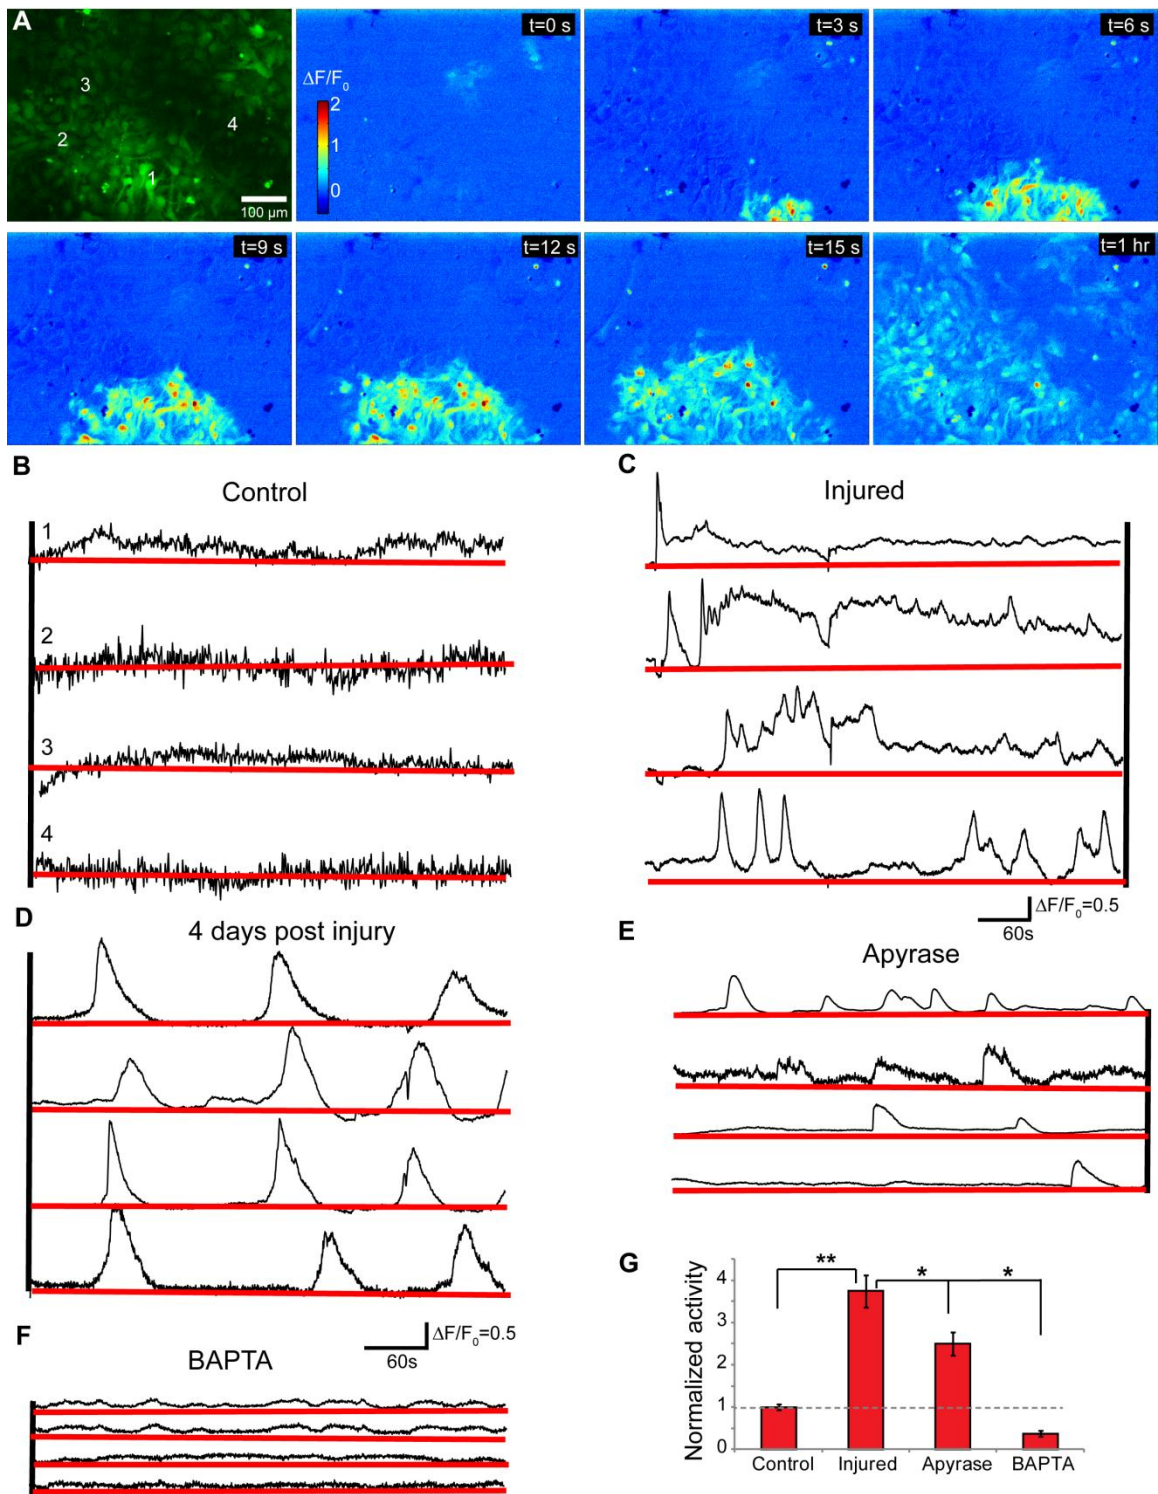 A
t=0 s
t=3 s
t=6 s
3
2
4
1
100 µm
ΔF/F₀
2
1
0
t=9 s
t=12 s
t=15 s
t=1 hr
B
Control
1
2
3
4
C
Injured
ΔF/F₀=0.5
60s
D
4 days post injury
E
Apyrase
F
BAPTA
ΔF/F₀=0.5
60s
G
Normalized activity
4
3
2
1
0
**
*
*
Control Injured Apyrase BAPTA